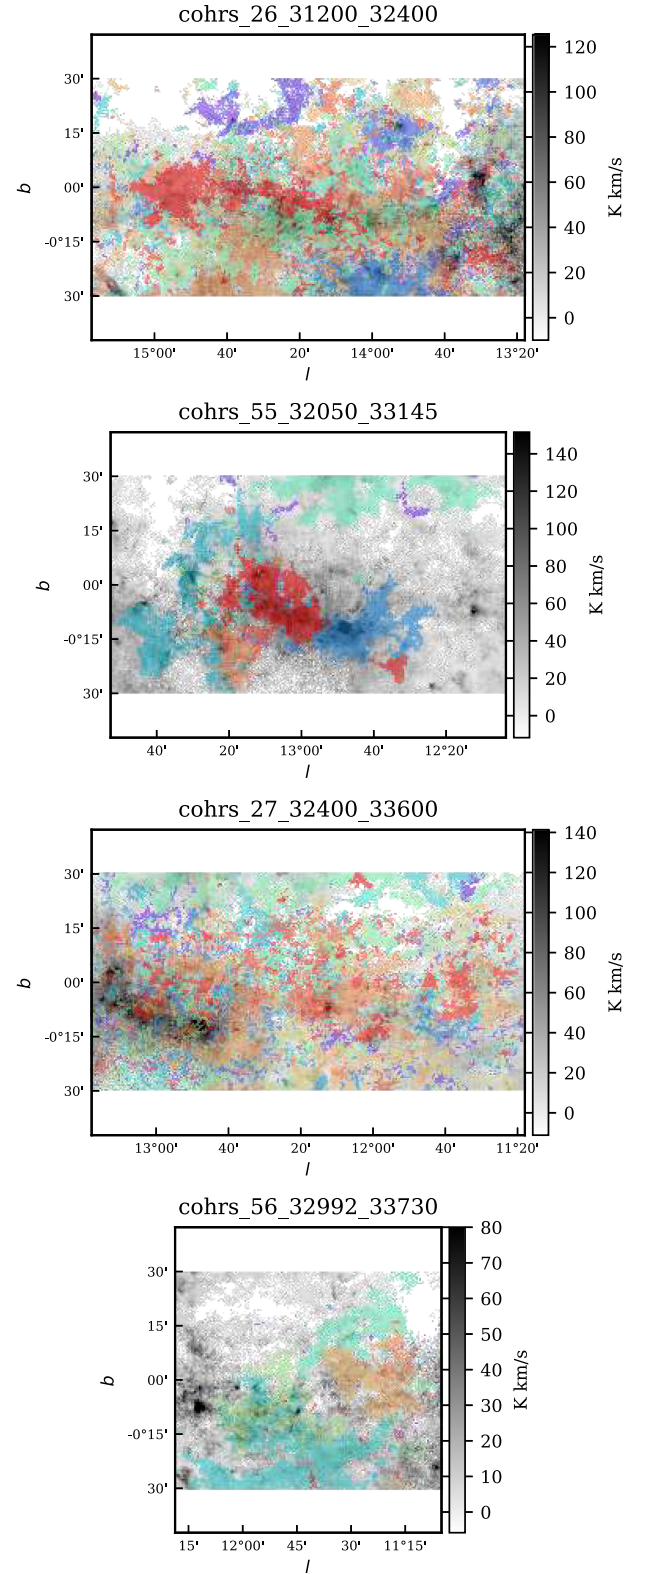 cohrs_26_31200_32400
30'
15'
00'
-0°15'
30'
b
15°00' 40' 20' 14°00' 40' 13°20'
l
120
100
80
60
40
20
0
K km/s
cohrs_55_32050_33145
30'
15'
00'
-0°15'
30'
b
40' 20' 13°00' 40' 12°20'
l
140
120
100
80
60
40
20
0
K km/s
cohrs_27_32400_33600
30'
15'
00'
-0°15'
30'
b
13°00' 40' 20' 12°00' 40' 11°20'
l
140
120
100
80
60
40
20
0
K km/s
cohrs_56_32992_33730
30'
15'
00'
-0°15'
30'
b
15' 12°00' 45' 30' 11°15'
l
80
70
60
50
40
30
20
10
0
K km/s